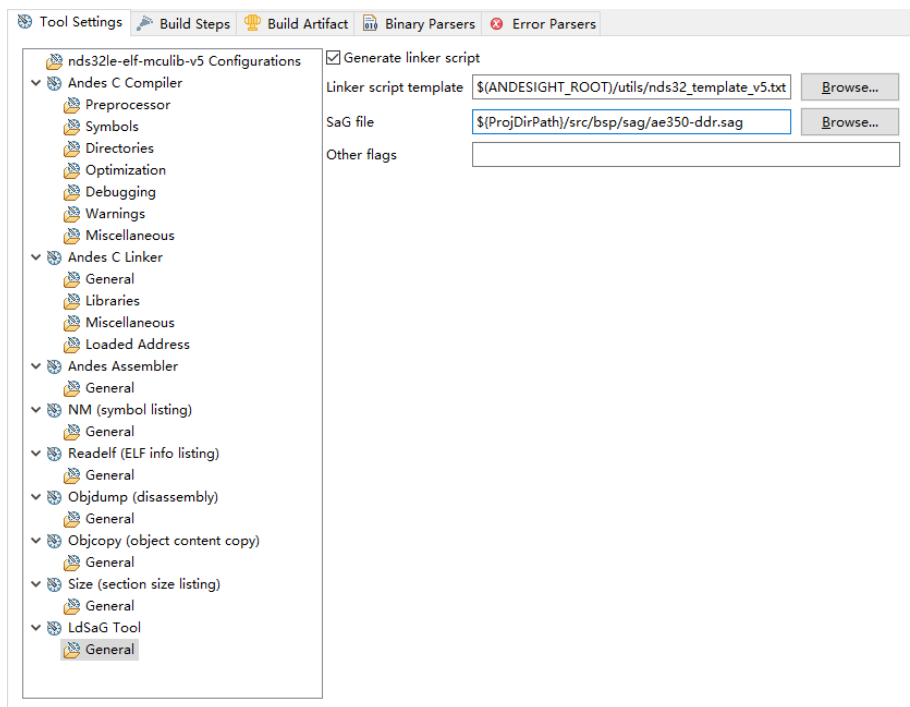 Tool Settings Build Steps Build Artifact Binary Parsers Error Parsers
nds32le-elf-mculib-v5 Configurations
Andes C Compiler
Preprocessor
Symbols
Directories
Optimization
Debugging
Warnings
Miscellaneous
Andes C Linker
General
Libraries
Miscellaneous
Loaded Address
Andes Assembler
General
NM (symbol listing)
General
Readelf (ELF info listing)
General
Objdump (disassembly)
General
Objcopy (object content copy)
General
Size (section size listing)
General
LdSaG Tool
General
Generate linker script
Linker script template $(ANDESIGHT_ROOT)/utils/nds32_template_v5.txt Browse...
SaG file ${ProjDirPath}/src/bsp/sag/ae350-ddr.sag Browse...
Other flags